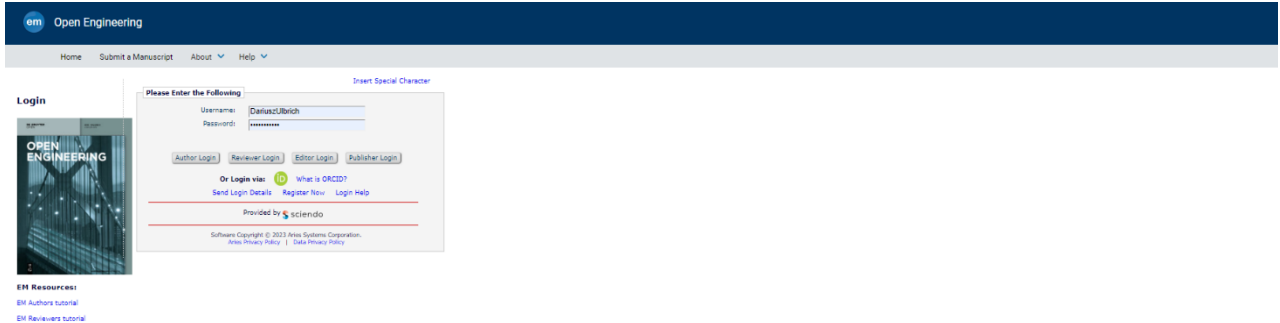 em Open Engineering
Home Submit a Manuscript About Help
Insert Special Character
Login
Please Enter the Following
Username: DariuszUlbrich
Password: •••••••••••
OPEN
ENGINEERING
Author Login Reviewer Login Editor Login Publisher Login
Or Login via: iD What is ORCID?
Send Login Details Register Now Login Help
Provided by sciendo
Software Copyright © 2023 Aries Systems Corporation.
Aries Privacy Policy | Data Privacy Policy
EM Resources:
EM Authors tutorial
EM Reviewers tutorial